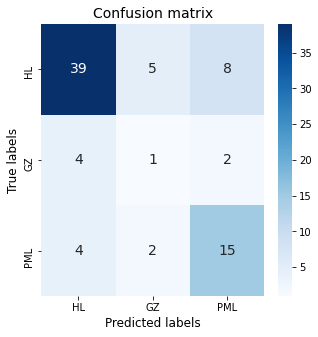 Confusion matrix
True labels
HL
39 5 8
GZ
4 1 2
PML
4 2 15
HL GZ PML
Predicted labels
35
30
25
20
15
10
5